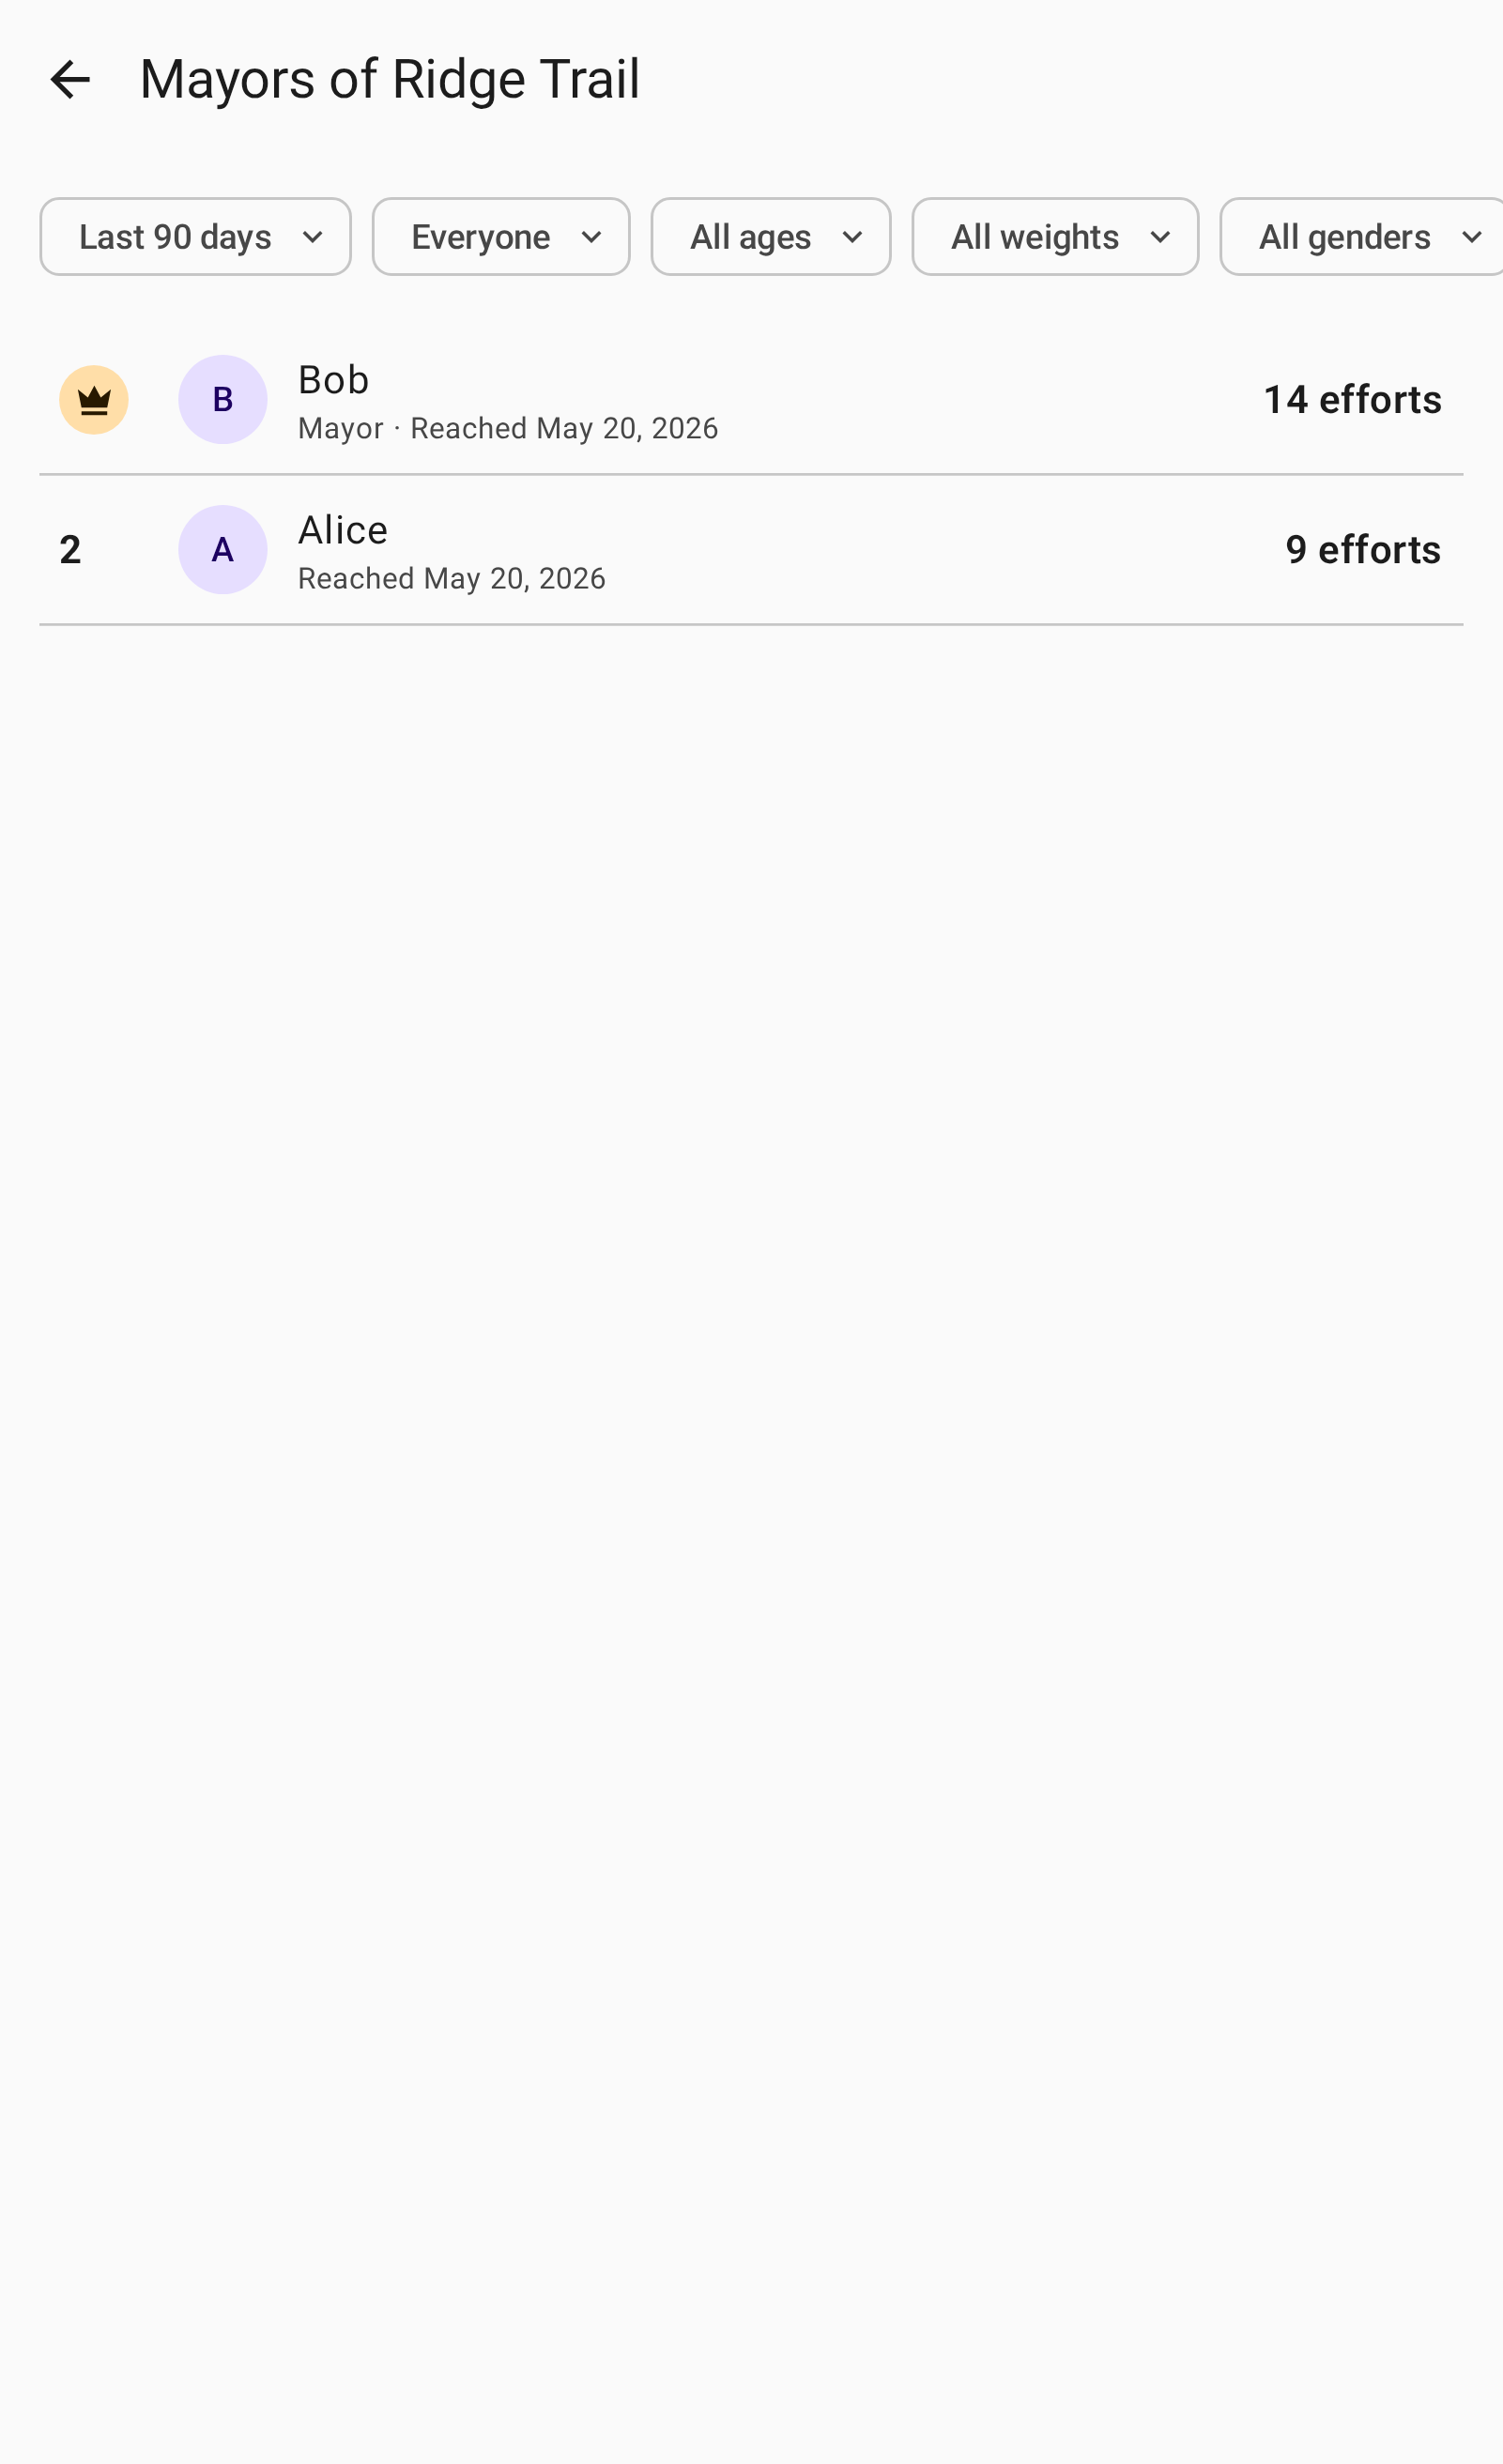 Mayors of Ridge Trail
Last 90 days Everyone All ages All weights All genders
B Bob 14 efforts
Mayor · Reached May 20, 2026
2 A Alice 9 efforts
Reached May 20, 2026